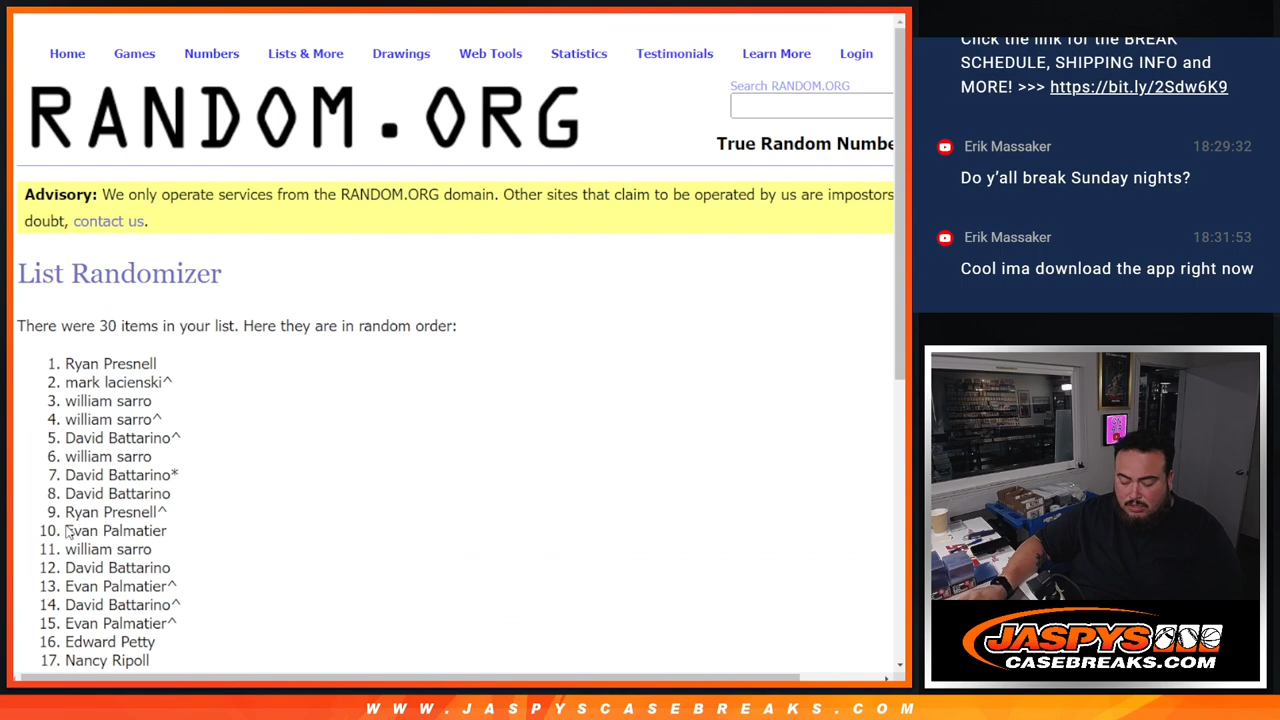 Home Games Numbers Lists & More Drawings Web Tools Statistics Testimonials Learn More Login
RANDOM.ORG
Search RANDOM.ORG
True Random Numbe
Advisory: We only operate services from the RANDOM.ORG domain. Other sites that claim to be operated by us are impostors
doubt, contact us.
List Randomizer
There were 30 items in your list. Here they are in random order:
1. Ryan Presnell
2. mark lacienski^
3. william sarro
4. william sarro^
5. David Battarino^
6. william sarro
7. David Battarino*
8. David Battarino
9. Ryan Presnell^
10. Evan Palmatier
11. william sarro
12. David Battarino
13. Evan Palmatier^
14. David Battarino^
15. Evan Palmatier^
16. Edward Petty
17. Nancy Ripoll
Click the link for the BREAK
SCHEDULE, SHIPPING INFO and
MORE! >>> https://bit.ly/2Sdw6K9
Erik Massaker 18:29:32
Do y'all break Sunday nights?
Erik Massaker 18:31:53
Cool ima download the app right now
JASPYS
CASEBREAKS.COM
WWW.JASPYSCASEBREAKS.COM